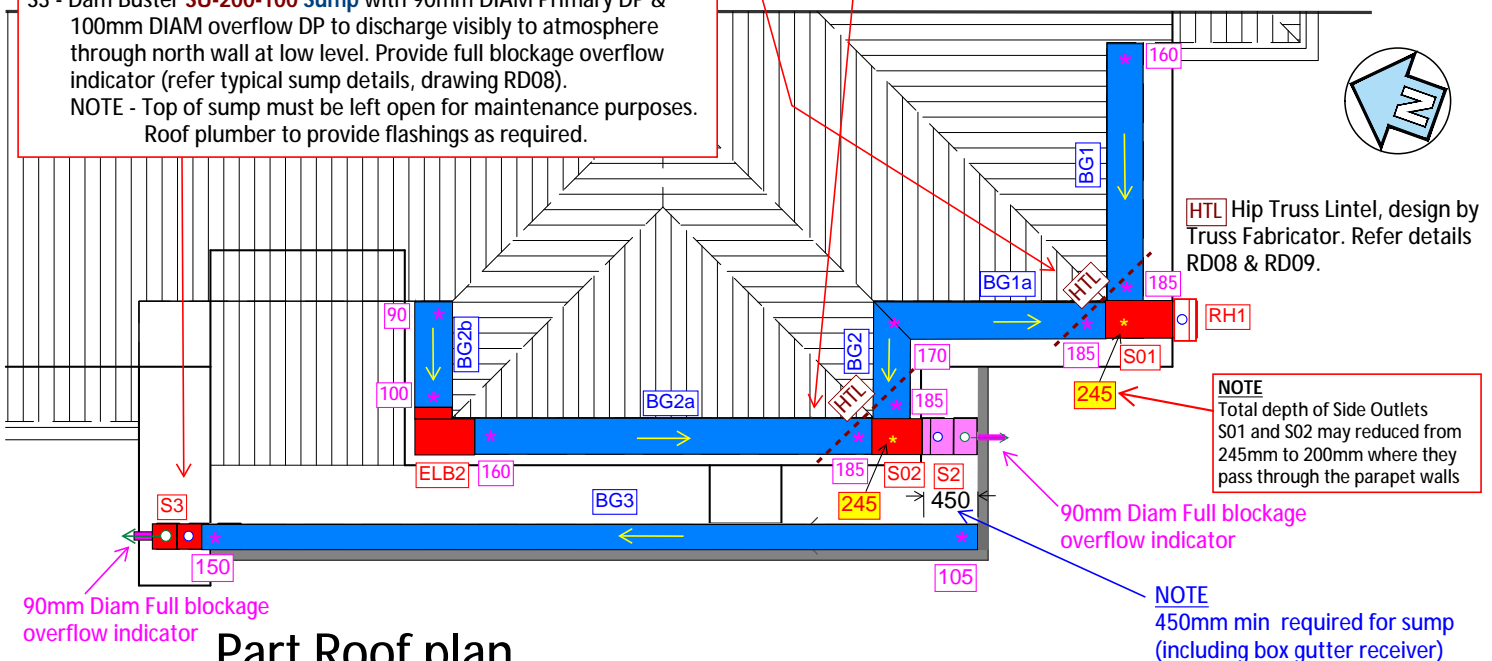 S3 - Dam Buster SU-200-100 Sump with 90mm DIAM Primary DP &
100mm DIAM overflow DP to discharge visibly to atmosphere
through north wall at low level. Provide full blockage overflow
indicator (refer typical sump details, drawing RD08).
NOTE - Top of sump must be left open for maintenance purposes.
Roof plumber to provide flashings as required.
160
N
BG1
HTL Hip Truss Lintel, design by
Truss Fabricator. Refer details
RD08 & RD09.
BG1a
HTL
185
90
BG2b
RH1
BG2
170
185
S01
100
BG2a
HTL
185
245
NOTE
Total depth of Side Outlets
S01 and S02 may reduced from
245mm to 200mm where they
pass through the parapet walls
ELB2
160
185
S02
S2
S3
BG3
245
450
90mm Diam Full blockage
overflow indicator
150
105
90mm Diam Full blockage
overflow indicator
NOTE
450mm min required for sump
(including box gutter receiver)
Part Roof plan